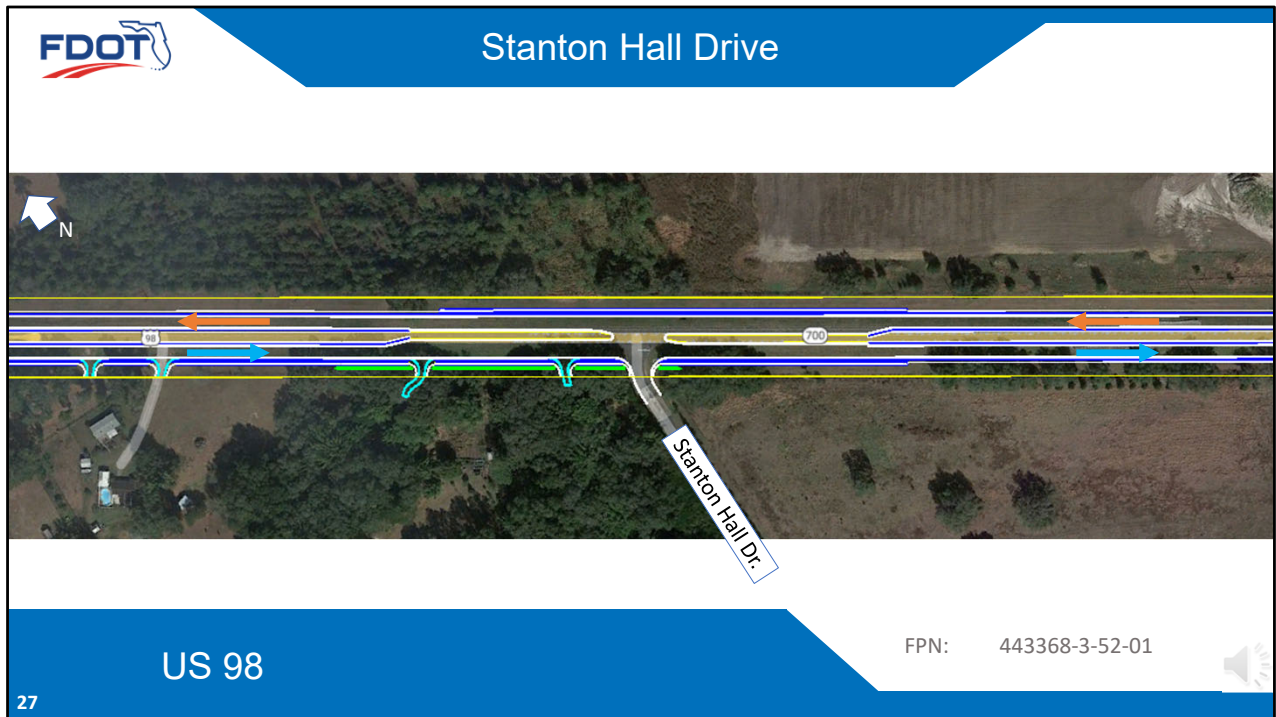 FDOT
Stanton Hall Drive
N
98
700
Stanton Hall Dr.
US 98
FPN: 443368-3-52-01
27